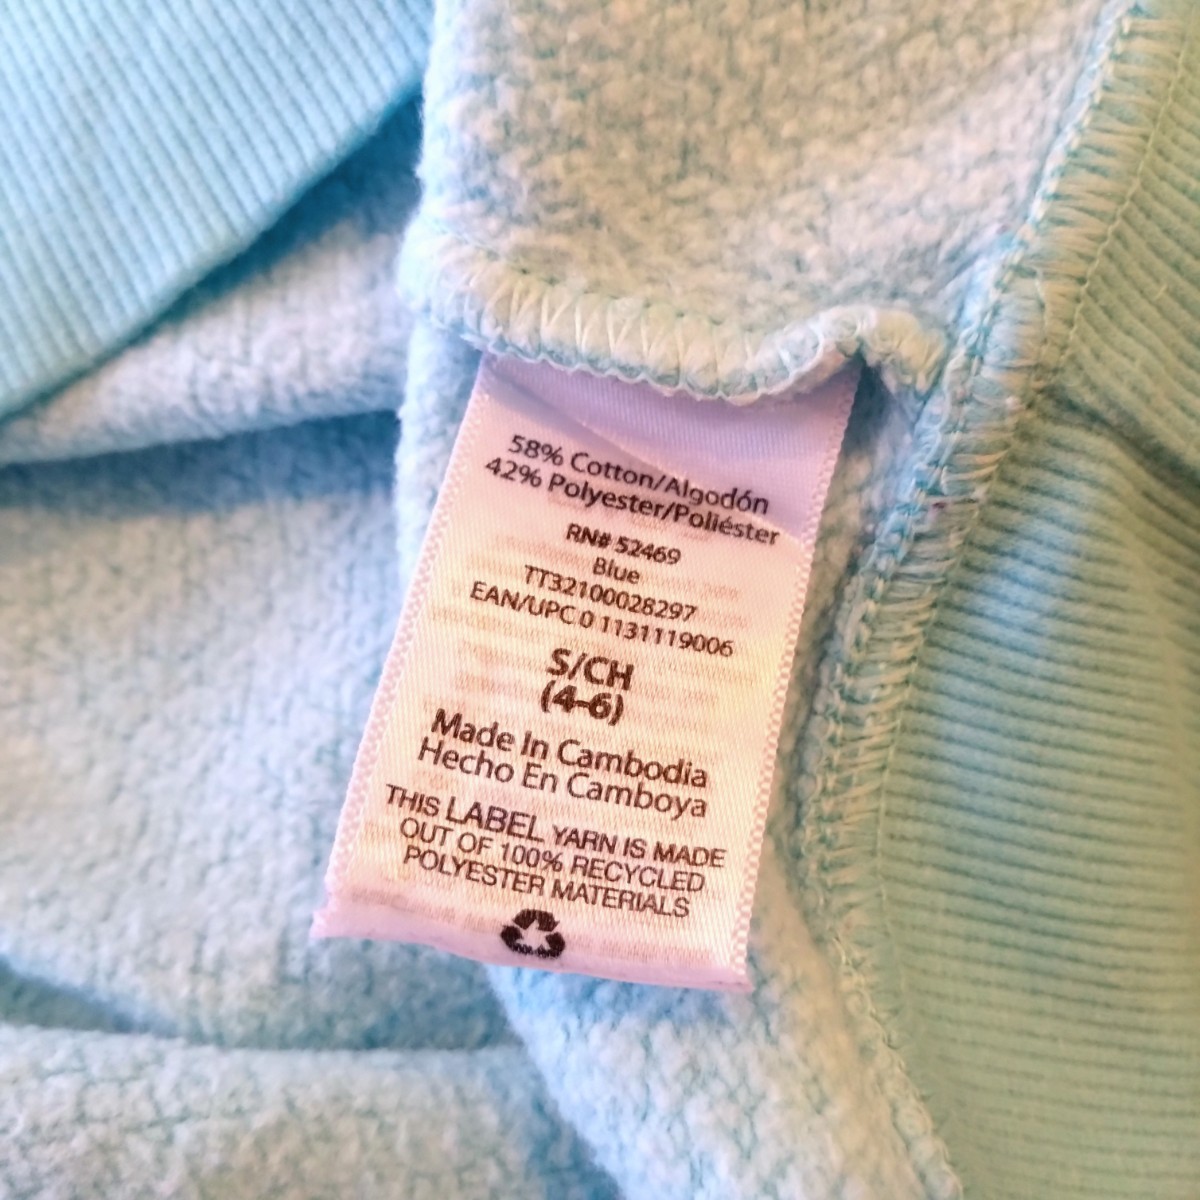 58% Cotton/Algodón
42% Polyester/Poliéster
RN# 52469
Blue
TT32100028297
EAN/UPC 0 1131119006
S/CH
(4-6)
Made In Cambodia
Hecho En Camboya
THIS LABEL YARN IS MADE
OUT OF 100% RECYCLED
POLYESTER MATERIALS